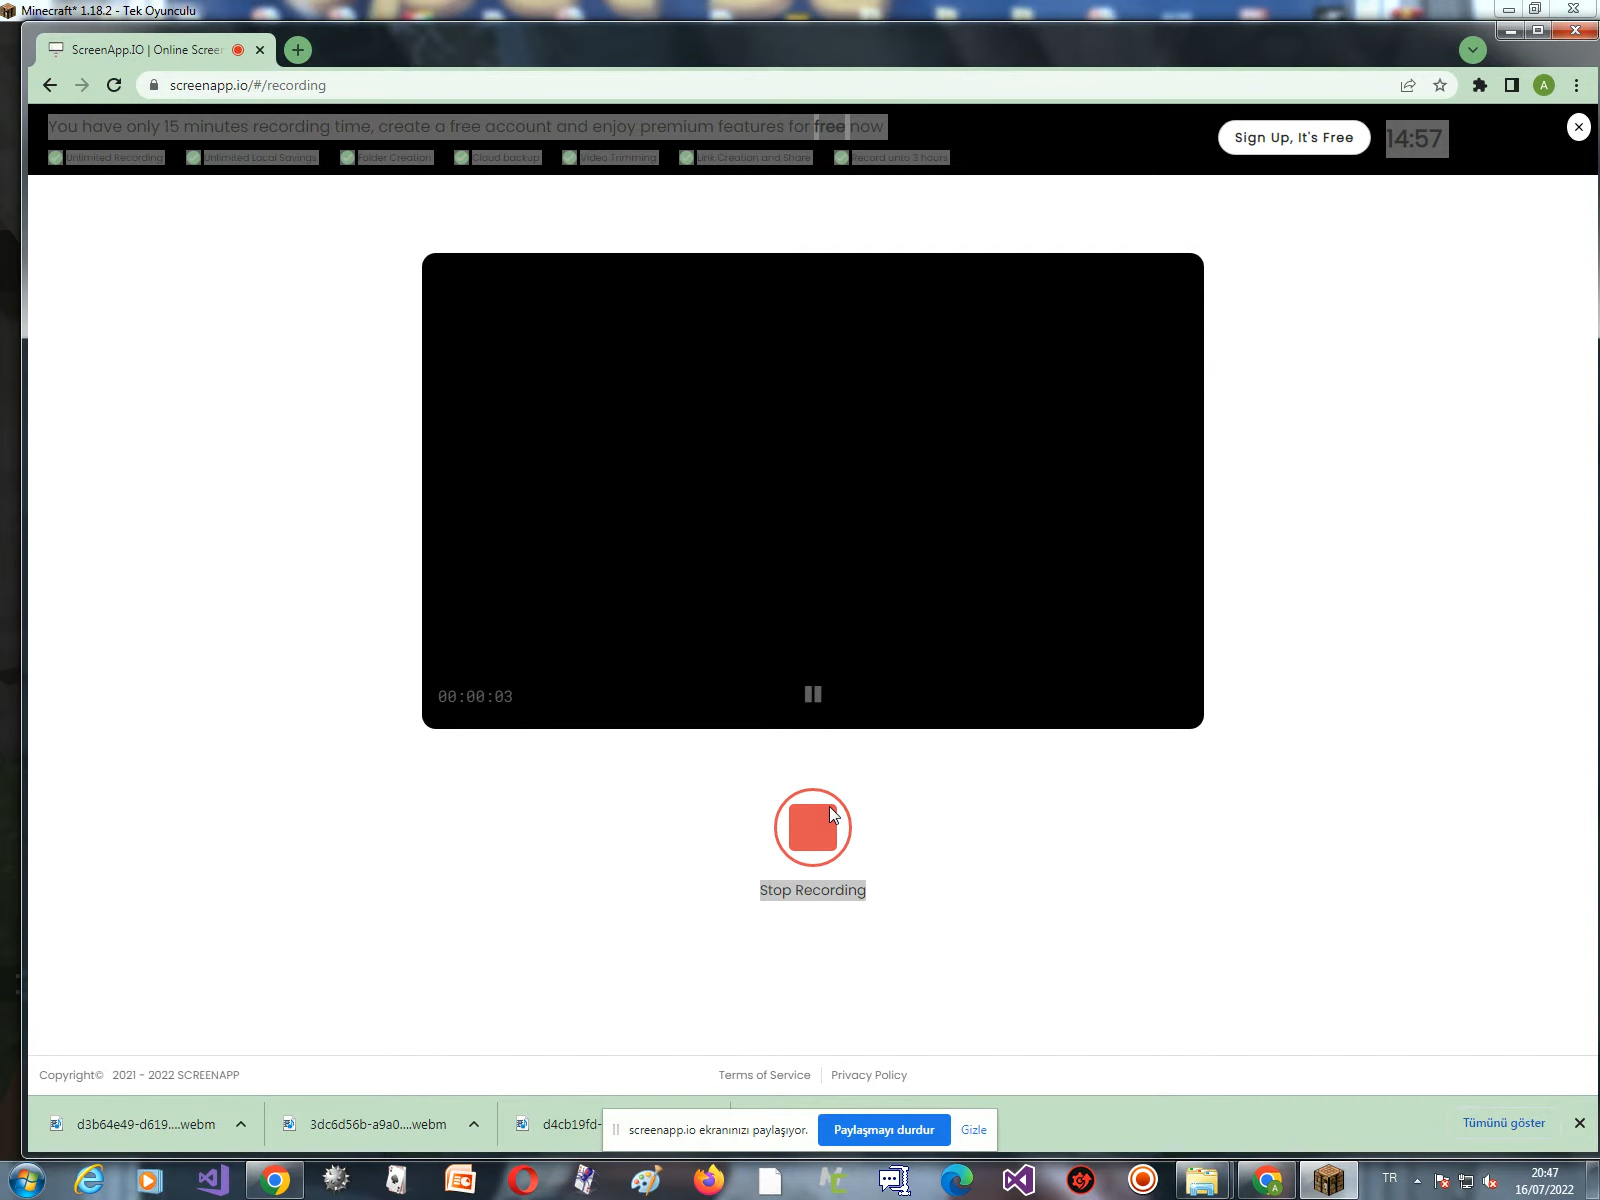 Minecraft* 1.18.2 - Tek Oyunculu
ScreenApp.IO | Online Screen
screenapp.io/#/recording
A
You have only 15 minutes recording time, create a free account and enjoy premium features for free now
Unlimited Recording
Unlimited Local Savings
Folder Creation
Cloud backup
Video Trimming
Link Creation and Share
Record unto 3 hours
Sign Up, It's Free
14:57
00:00:03
Stop Recording
Copyright© 2021 - 2022 SCREENAPP
Terms of Service
Privacy Policy
d3b64e49-d619....webm
3dc6d56b-a9a0....webm
d4cb19fd-
screenapp.io ekranınızı paylaşıyor.
Paylaşmayı durdur
Gizle
Tümünü göster
TR
20:47
16/07/2022